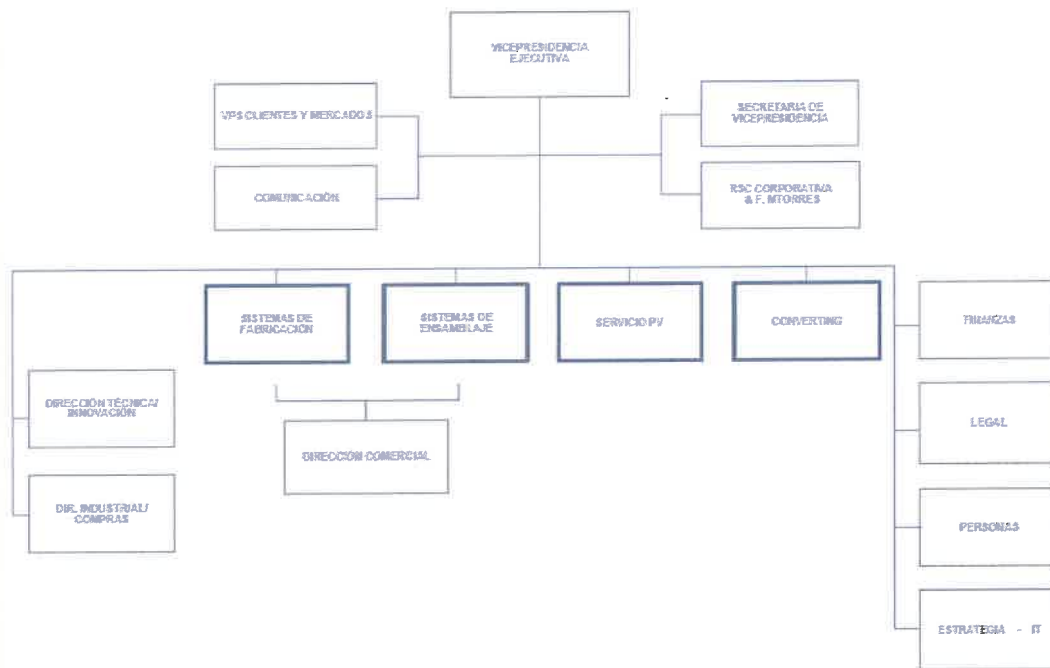 VICEPRESIDENCIA
EJECUTIVA
VPS CLIENTES Y MERCADOS
SECRETARIA DE
VICEPRESIDENCIA
COMUNICACIÓN
RSC CORPORATIVA
& F. MTORRES
SISTEMAS DE
FABRICACIÓN
SISTEMAS DE
ENSAMBLAJE
SERVICIO PV
CONVERTING
FINANZAS
DIRECCIÓN TÉCNICA/
INNOVACIÓN
DIRECCIÓN COMERCIAL
LEGAL
DIR. INDUSTRIAL/
COMPRAS
PERSONAS
ESTRATEGIA - IT